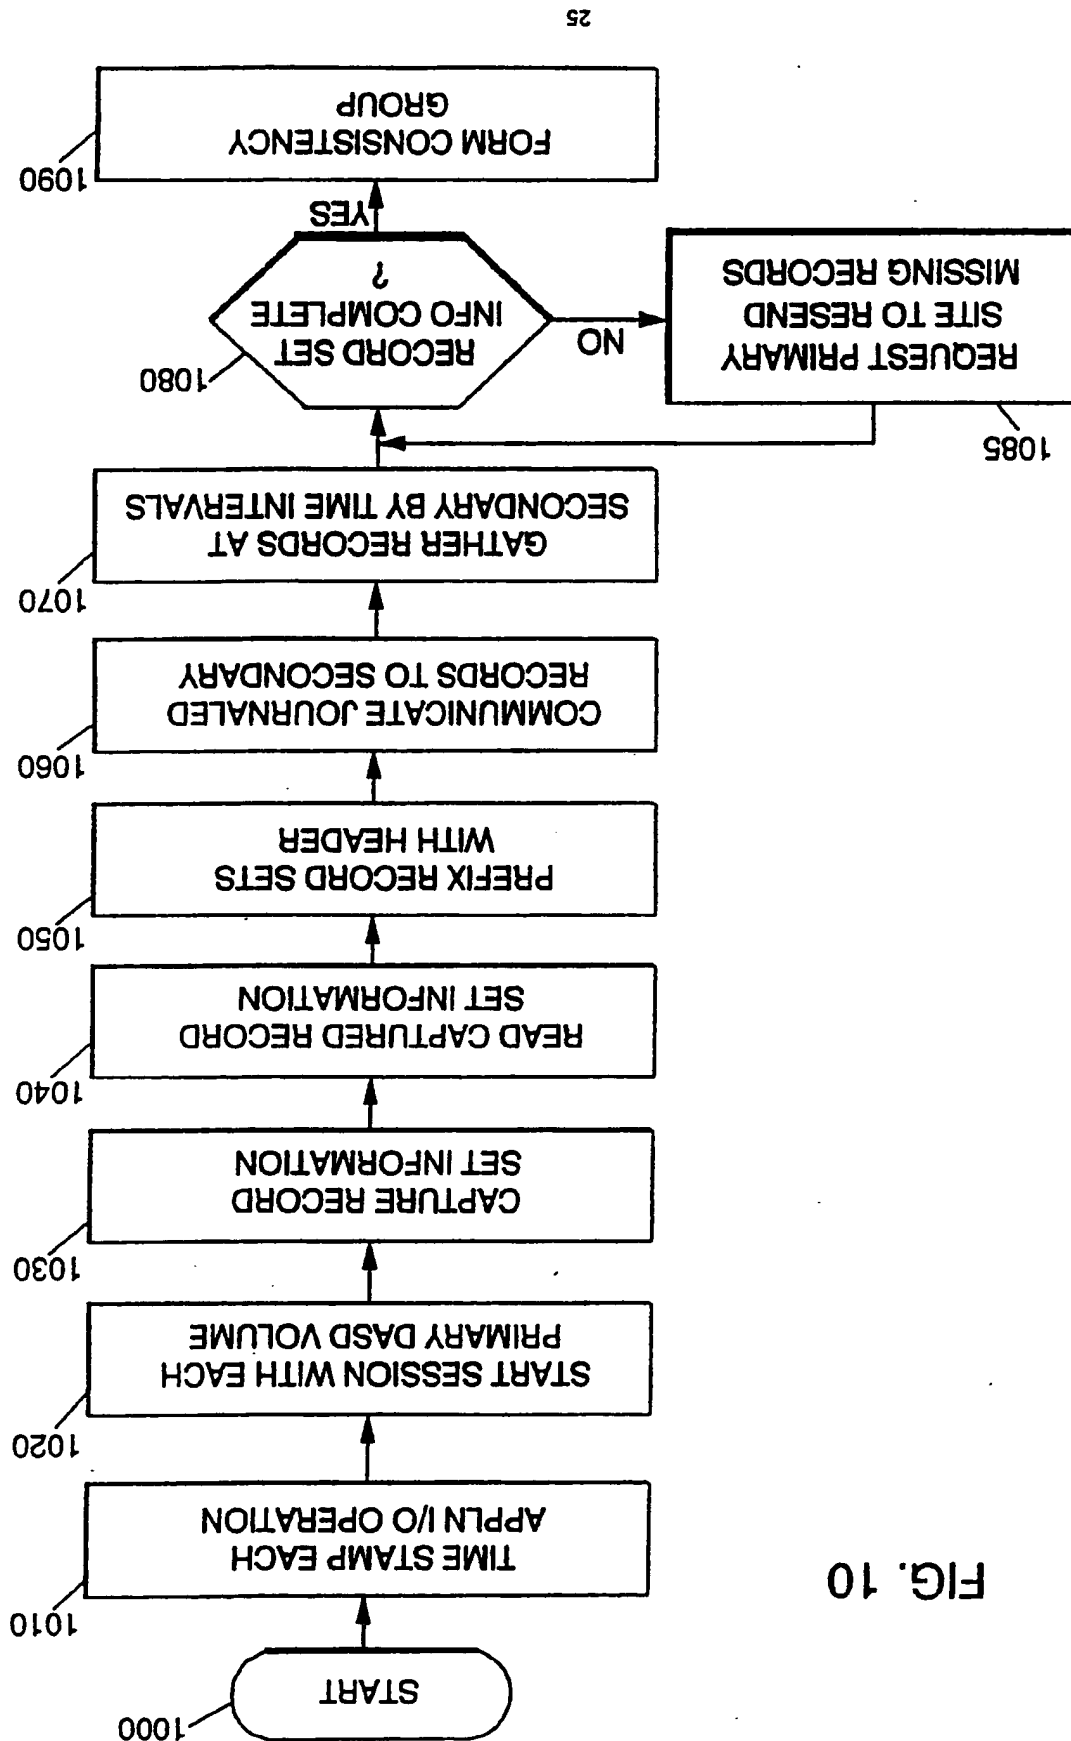 FIG. 10
START
1000
TIME STAMP EACH
APPLN I/O OPERATION
1010
START SESSION WITH EACH
PRIMARY DASD VOLUME
1020
CAPTURE RECORD
SET INFORMATION
1030
READ CAPTURED RECORD
SET INFORMATION
1040
PREFIX RECORD SETS
WITH HEADER
1050
COMMUNICATE JOURNALED
RECORDS TO SECONDARY
1060
GATHER RECORDS AT
SECONDARY BY TIME INTERVALS
1070
RECORD SET
INFO COMPLETE
?
1080
NO
REQUEST PRIMARY
SITE TO RESEND
MISSING RECORDS
1085
YES
FORM CONSISTENCY
GROUP
1090
25